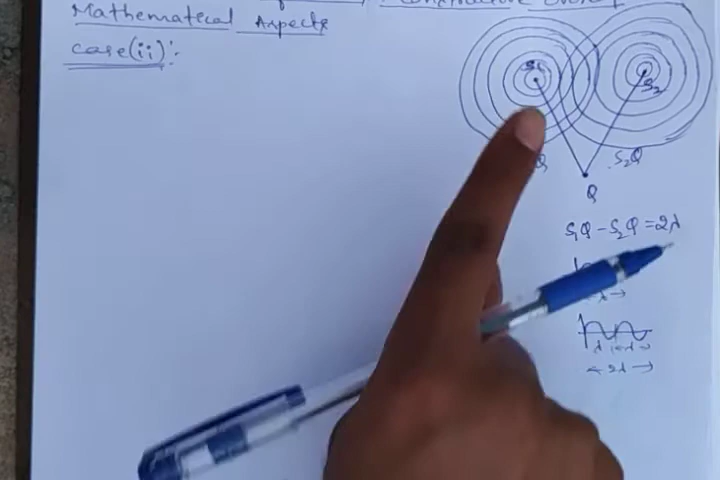 Mathematical Aspects
case(ii):
S₁
S₂
Q
S₂Q
Q
S₁Q - S₂Q = 2λ
λ
λ
← 2λ →